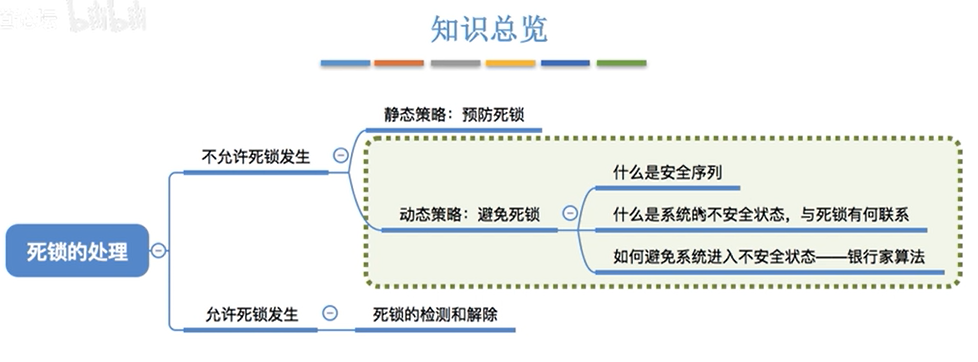 知识总览
静态策略：预防死锁
不允许死锁发生
什么是安全序列
动态策略：避免死锁
什么是系统的不安全状态，与死锁有何联系
死锁的处理
如何避免系统进入不安全状态——银行家算法
允许死锁发生
死锁的检测和解除